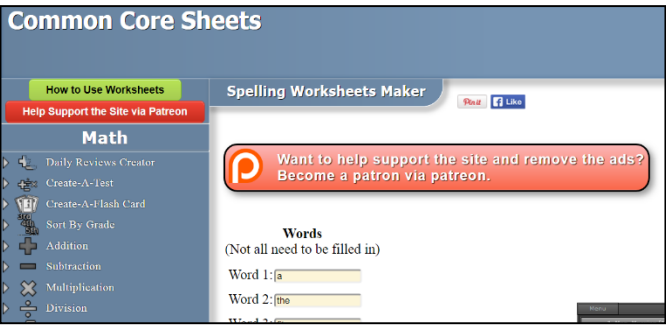 Common Core Sheets
How to Use Worksheets
Help Support the Site via Patreon
Math
Daily Reviews Creator
Create-A-Test
Create-A-Flash Card
Sort By Grade
Addition
Subtraction
Multiplication
Division
Spelling Worksheets Maker
Pin it
Like
Want to help support the site and remove the ads?
Become a patron via patreon.
Words
(Not all need to be filled in)
Word 1: a
Word 2: the
Menu